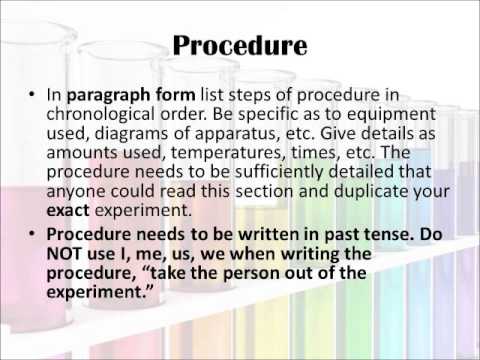 Procedure
• In paragraph form list steps of procedure in
chronological order. Be specific as to equipment
used, diagrams of apparatus, etc. Give details as
amounts used, temperatures, times, etc. The
procedure needs to be sufficiently detailed that
anyone could read this section and duplicate your
exact experiment.
• Procedure needs to be written in past tense. Do
NOT use I, me, us, we when writing the
procedure, “take the person out of the
experiment.”